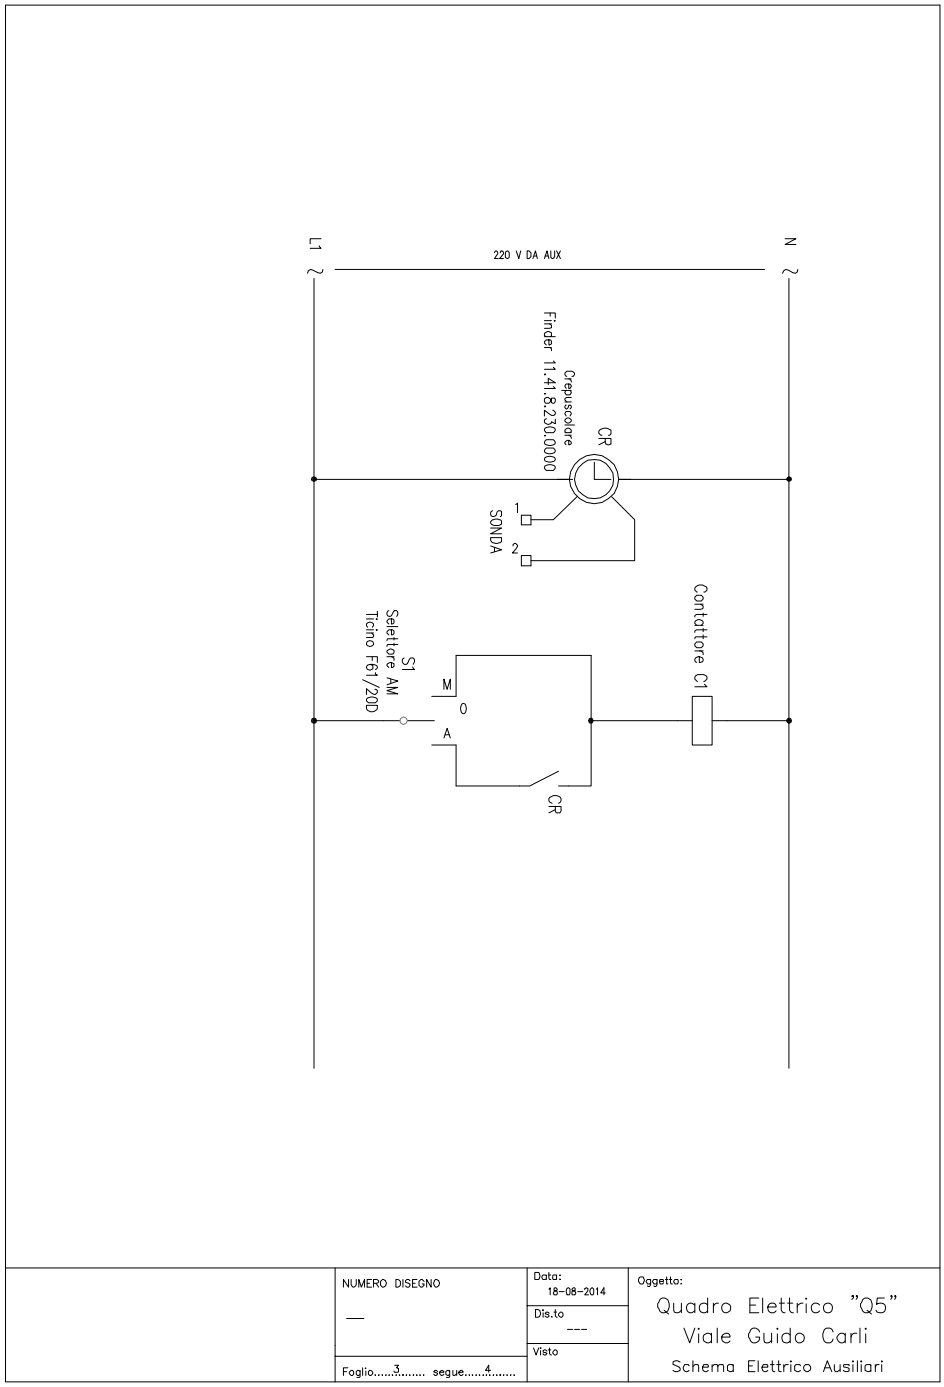 L1
N
220 V DA AUX
Finder 11.41.8.230.0000
Crepuscolare
CR
1
SONDA
2
Contattore C1
S1
Selettore AM
Ticino F61/20D
M
0
A
CR
NUMERO DISEGNO
—
Foglio.....3....... segue.....4.......
Data:
18-08-2014
Dis.to
---
Visto
Oggetto:
Quadro Elettrico "Q5"
Viale Guido Carli
Schema Elettrico Ausiliari